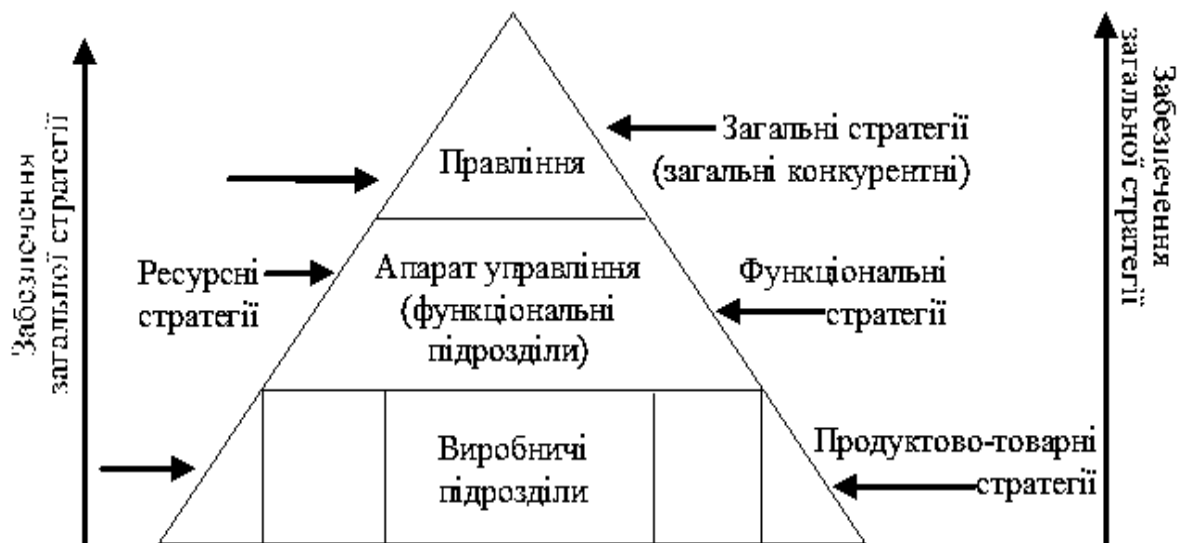 Забезпечення
загальної стратегії
Правління
Загальні стратегії
(загальні конкурентні)
Ресурсні
стратегії
Апарат управління
(функціональні
підрозділи)
Функціональні
стратегії
Виробничі
підрозділи
Продуктово-товарні
стратегії
Забезпечення
загальної стратегії